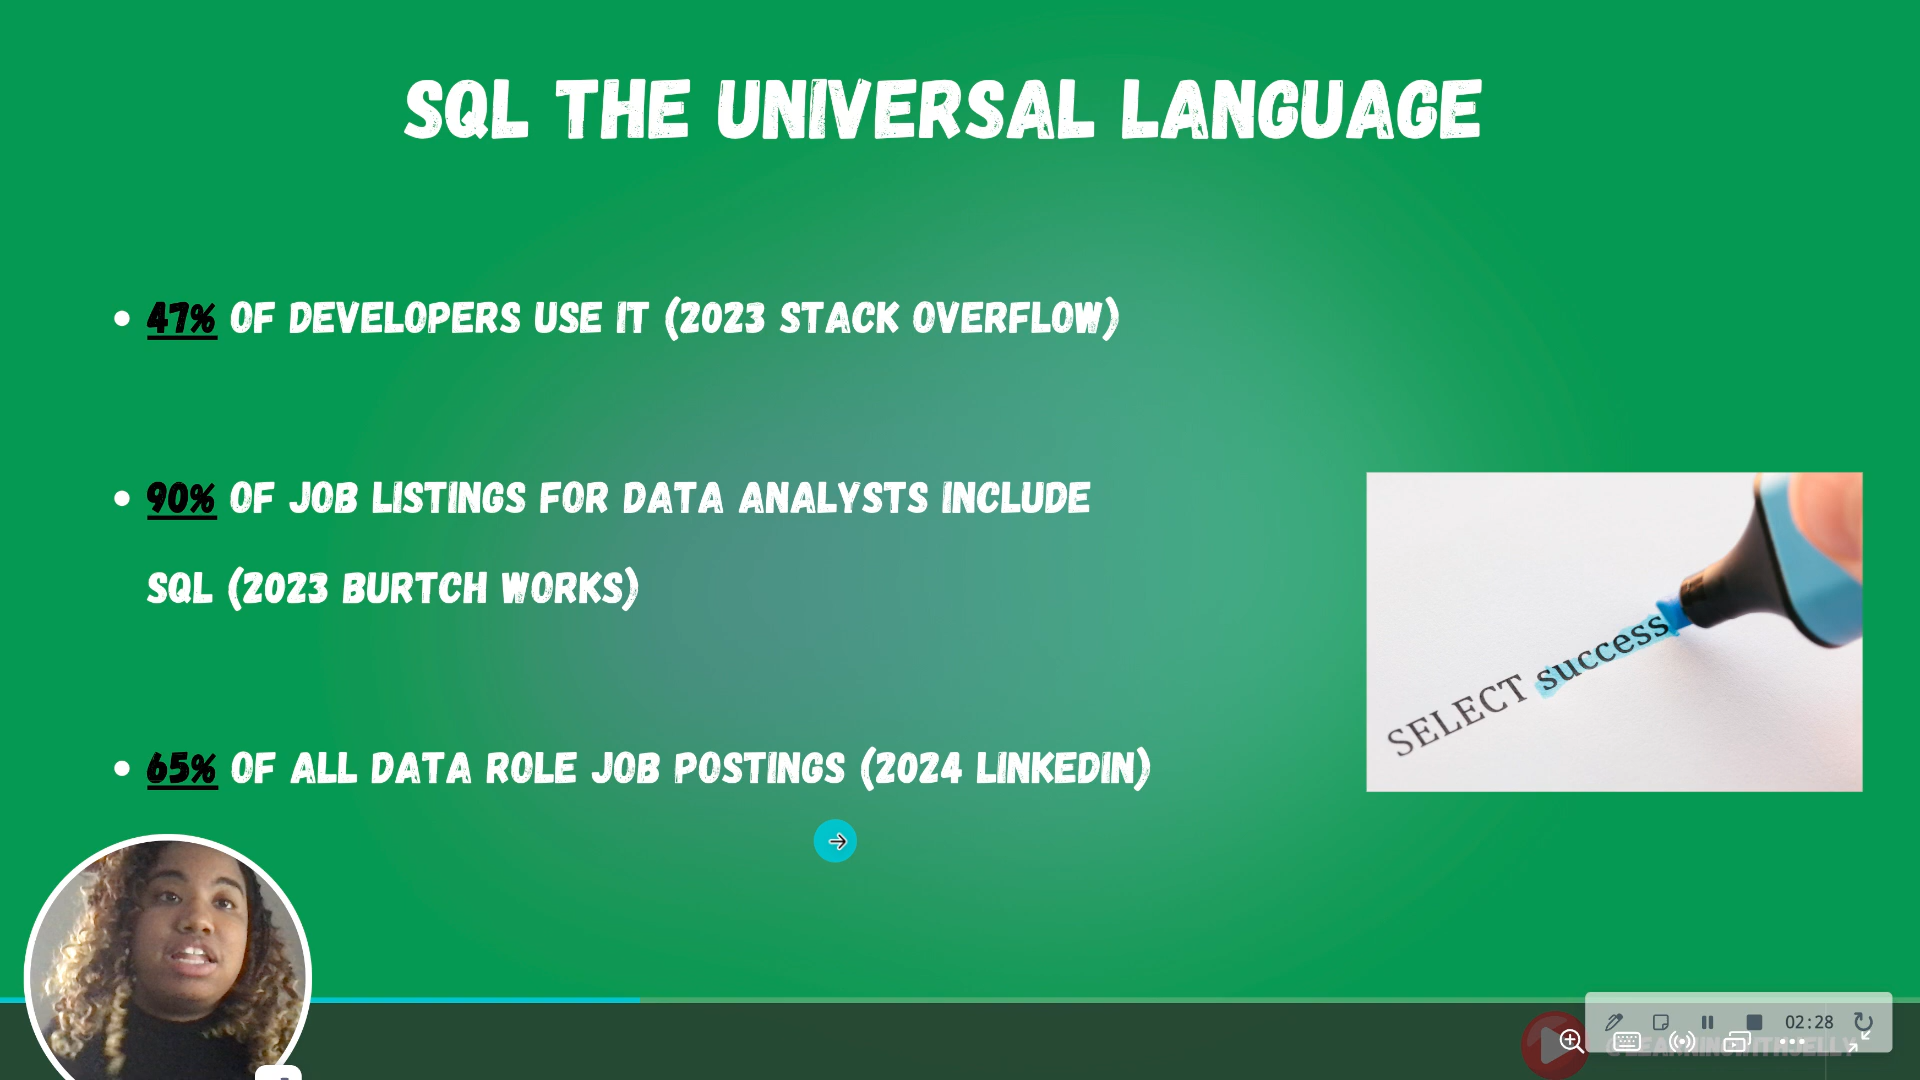 SQL THE UNIVERSAL LANGUAGE
• 47% OF DEVELOPERS USE IT (2023 STACK OVERFLOW)
• 90% OF JOB LISTINGS FOR DATA ANALYSTS INCLUDE
SQL (2023 BURTCH WORKS)
SELECT success
• 65% OF ALL DATA ROLE JOB POSTINGS (2024 LINKEDIN)
02:28